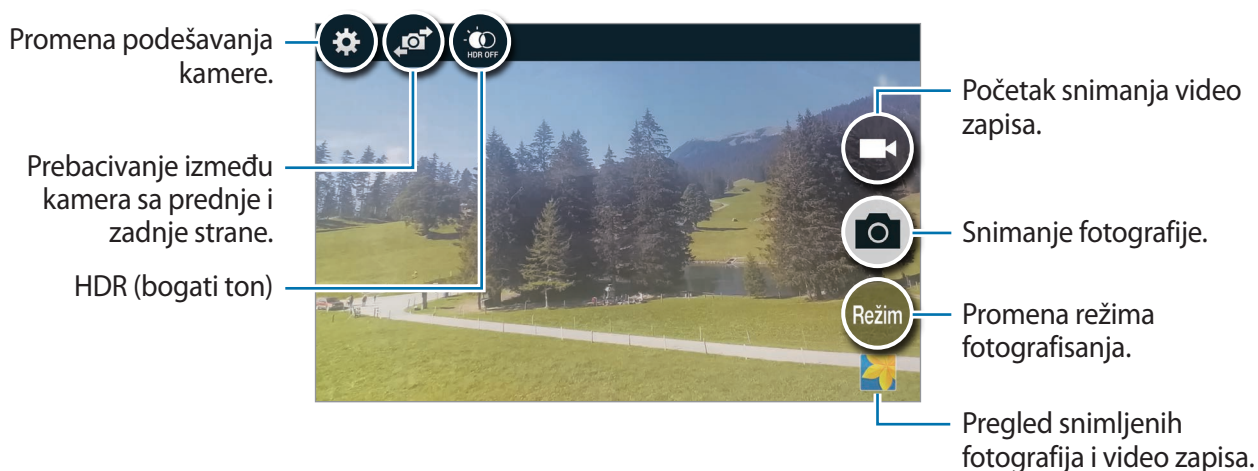 Promena podešavanja
kamere.
Prebacivanje između
kamera sa prednje i
zadnje strane.
HDR (bogati ton)
HDR OFF
Početak snimanja video
zapisa.
Snimanje fotografije.
Režim
Promena režima
fotografisanja.
Pregled snimljenih
fotografija i video zapisa.